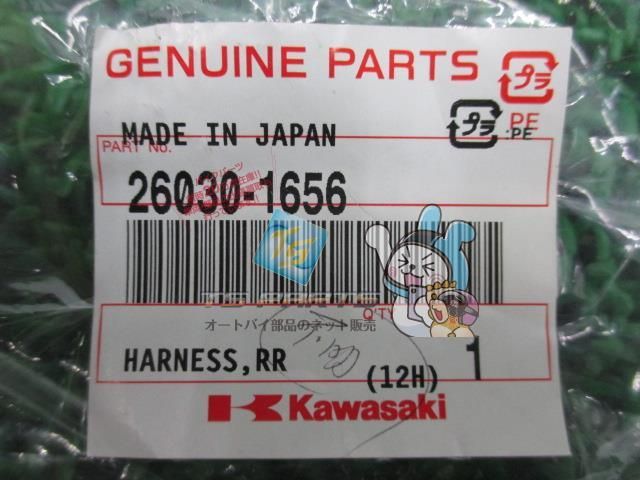 GENUINE PARTS
プラ
プラ
PE
:PE
MADE IN JAPAN
PART No.
26030-1656
Q'TY
オートバイ部品のネット販売
HARNESS,RR
(12H)
1
Kawasaki